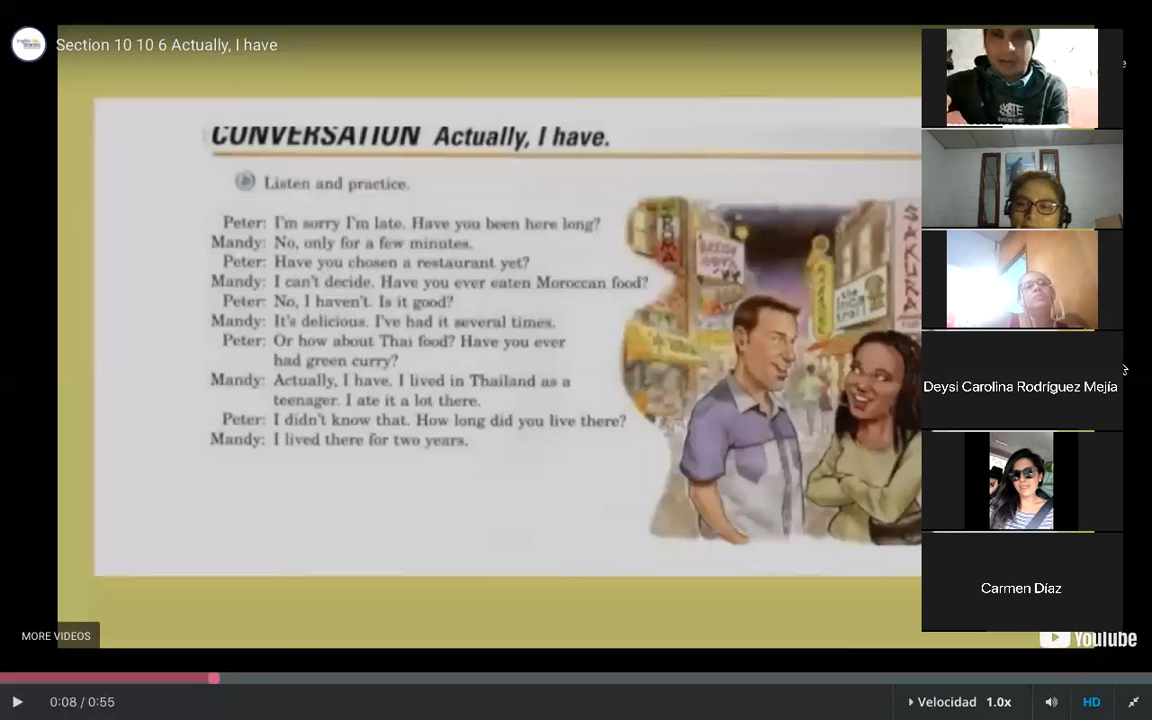 Section 10 10 6 Actually, I have
CONVERSATION Actually, I have.
Listen and practice.
Peter: I'm sorry I'm late. Have you been here long?
Mandy: No, only for a few minutes.
Peter: Have you chosen a restaurant yet?
Mandy: I can't decide. Have you ever eaten Moroccan food?
Peter: No, I haven't. Is it good?
Mandy: It's delicious. I've had it several times.
Peter: Or how about Thai food? Have you ever
had green curry?
Mandy: Actually, I have. I lived in Thailand as a
teenager. I ate it a lot there.
Peter: I didn't know that. How long did you live there?
Mandy: I lived there for two years.
SAKURA
the
Inca
trail
SKATE
Deysi Carolina Rodríguez Mejía
Carmen Díaz
MORE VIDEOS
YouTube
0:08 / 0:55
Velocidad 1.0x
HD